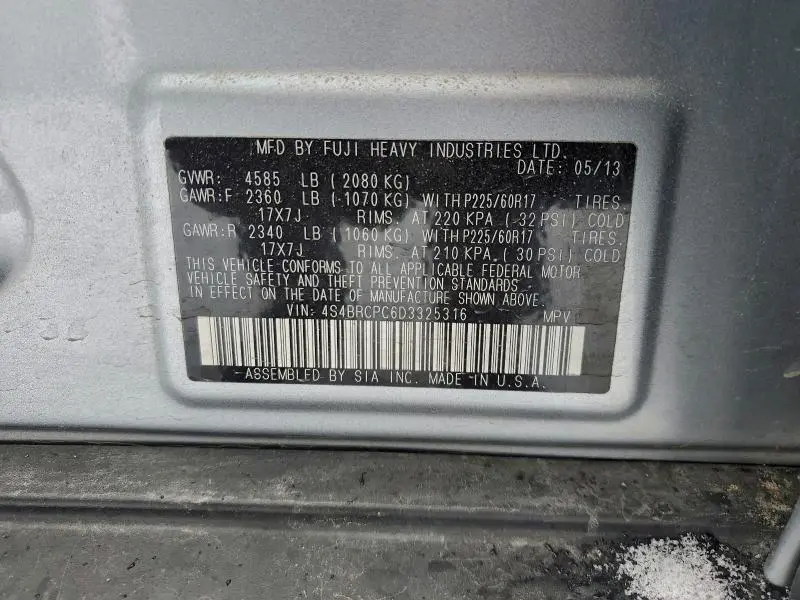 MFD BY FUJI HEAVY INDUSTRIES LTD.
DATE: 05/13
GVWR: 4585 LB ( 2080 KG)
GAWR:F 2360 LB ( 1070 KG) WITH P225/60R17 TIRES.
17X7J RIMS. AT 220 KPA ( 32 PSI) COLD
GAWR:R 2340 LB ( 1060 KG) WITH P225/60R17 TIRES.
17X7J RIMS. AT 210 KPA ( 30 PSI) COLD
THIS VEHICLE CONFORMS TO ALL APPLICABLE FEDERAL MOTOR
VEHICLE SAFETY AND THEFT PREVENTION STANDARDS
IN EFFECT ON THE DATE OF MANUFACTURE SHOWN ABOVE.
VIN: 4S4BRCPC6D3325316 MPV
ASSEMBLED BY SIA INC. MADE IN U.S.A.